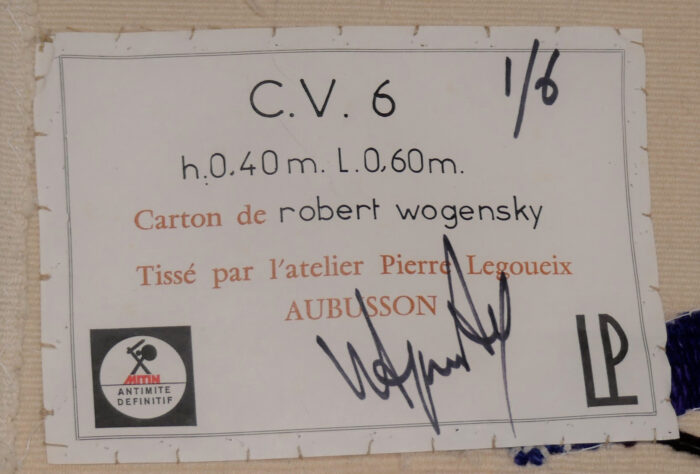 C.V. 6
1/6
h.0,40m. L.0,60m.
Carton de robert wogensky
Tissé par l'atelier Pierre Legoueix
AUBUSSON
MITIN
ANTIMITE
DEFINITIF
LP